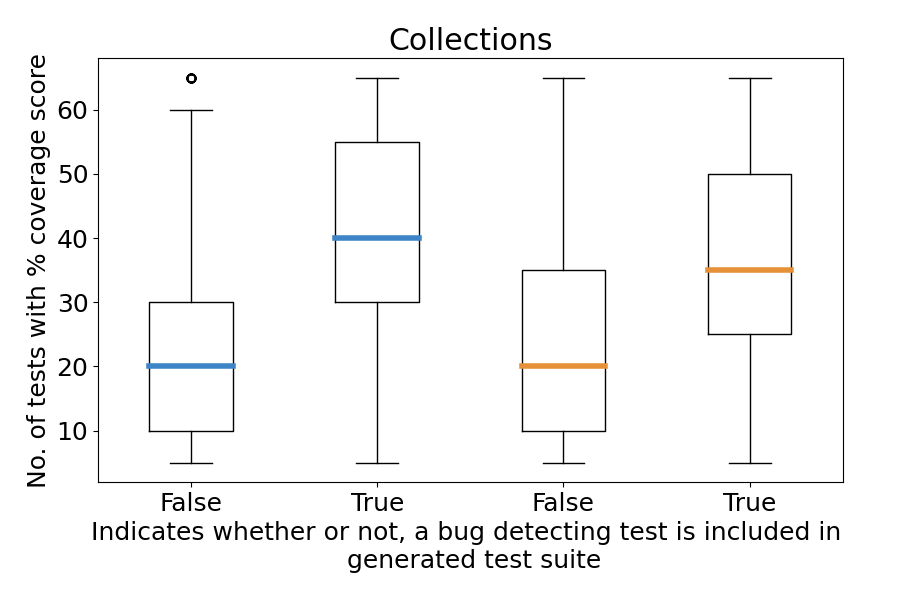 Collections
No. of tests with % coverage score
60
50
40
30
20
10
False True False True
Indicates whether or not, a bug detecting test is included in
generated test suite